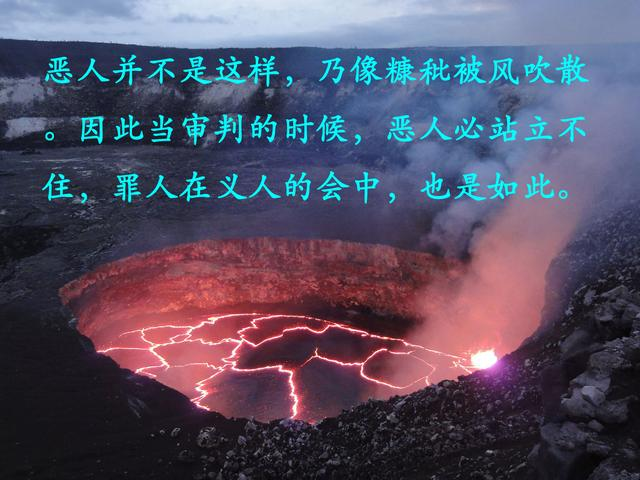 恶人并不是这样，乃像糠秕被风吹散
。因此当审判的时候，恶人必站立不
住，罪人在义人的会中，也是如此。